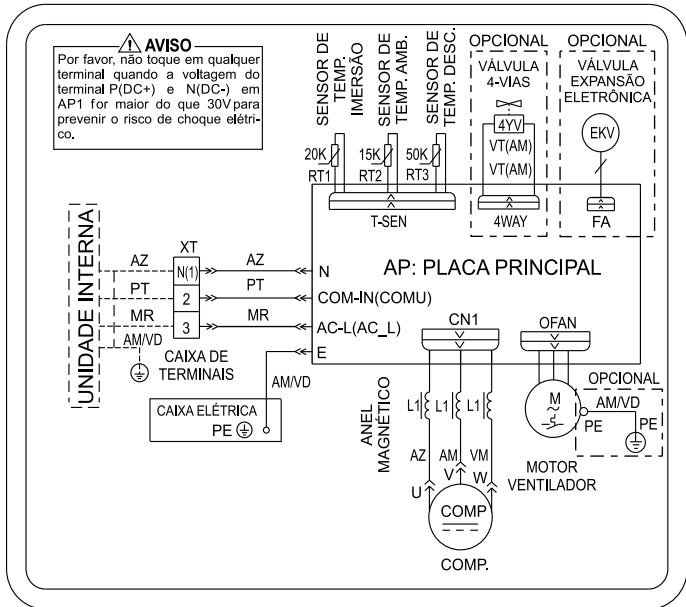 AVISO
Por favor, não toque em qualquer
terminal quando a voltagem do
terminal P(DC+) e N(DC-) em
AP1 for maior do que 30V para
prevenir o risco de choque elétri-
co.
SENSOR DE
TEMP.
IMERSÃO
SENSOR DE
TEMP. AMB.
SENSOR DE
TEMP. DESC.
OPCIONAL
VÁLVULA
4-VIAS
4YV
VT(AM)
VT(AM)
4WAY
OPCIONAL
VÁLVULA
EXPANSÃO
ELETRÔNICA
EKV
FA
20K
RT1
15K
RT2
50K
RT3
T-SEN
UNIDADE INTERNA
XT
AZ
N(1)
AZ
N
PT
2
PT
COM-IN(COMU)
MR
3
MR
AC-L(AC_L)
AM/VD
E
CAIXA DE
TERMINAIS
AM/VD
CAIXA ELÉTRICA
PE
AP: PLACA PRINCIPAL
CN1
OFAN
ANEL
MAGNÉTICO
L1
L1
L1
AZ
AM
VM
U
V
W
COMP
COMP.
M
MOTOR
VENTILADOR
OPCIONAL
AM/VD
PE
PE